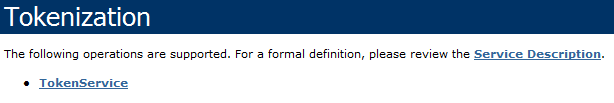 Tokenization
The following operations are supported. For a formal definition, please review the Service Description.
• TokenService